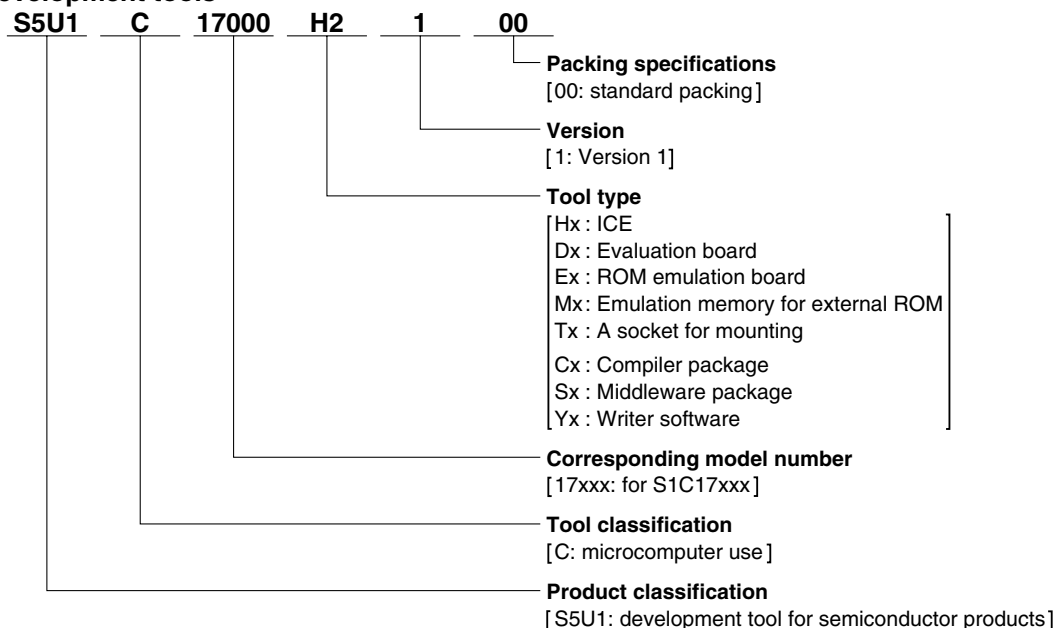 development tools
S5U1 C 17000 H2 1 00
Packing specifications
[00: standard packing]
Version
[1: Version 1]
Tool type
Hx : ICE
Dx : Evaluation board
Ex : ROM emulation board
Mx : Emulation memory for external ROM
Tx : A socket for mounting
Cx : Compiler package
Sx : Middleware package
Yx : Writer software
Corresponding model number
[17xxx: for S1C17xxx]
Tool classification
[C: microcomputer use]
Product classification
[S5U1: development tool for semiconductor products]